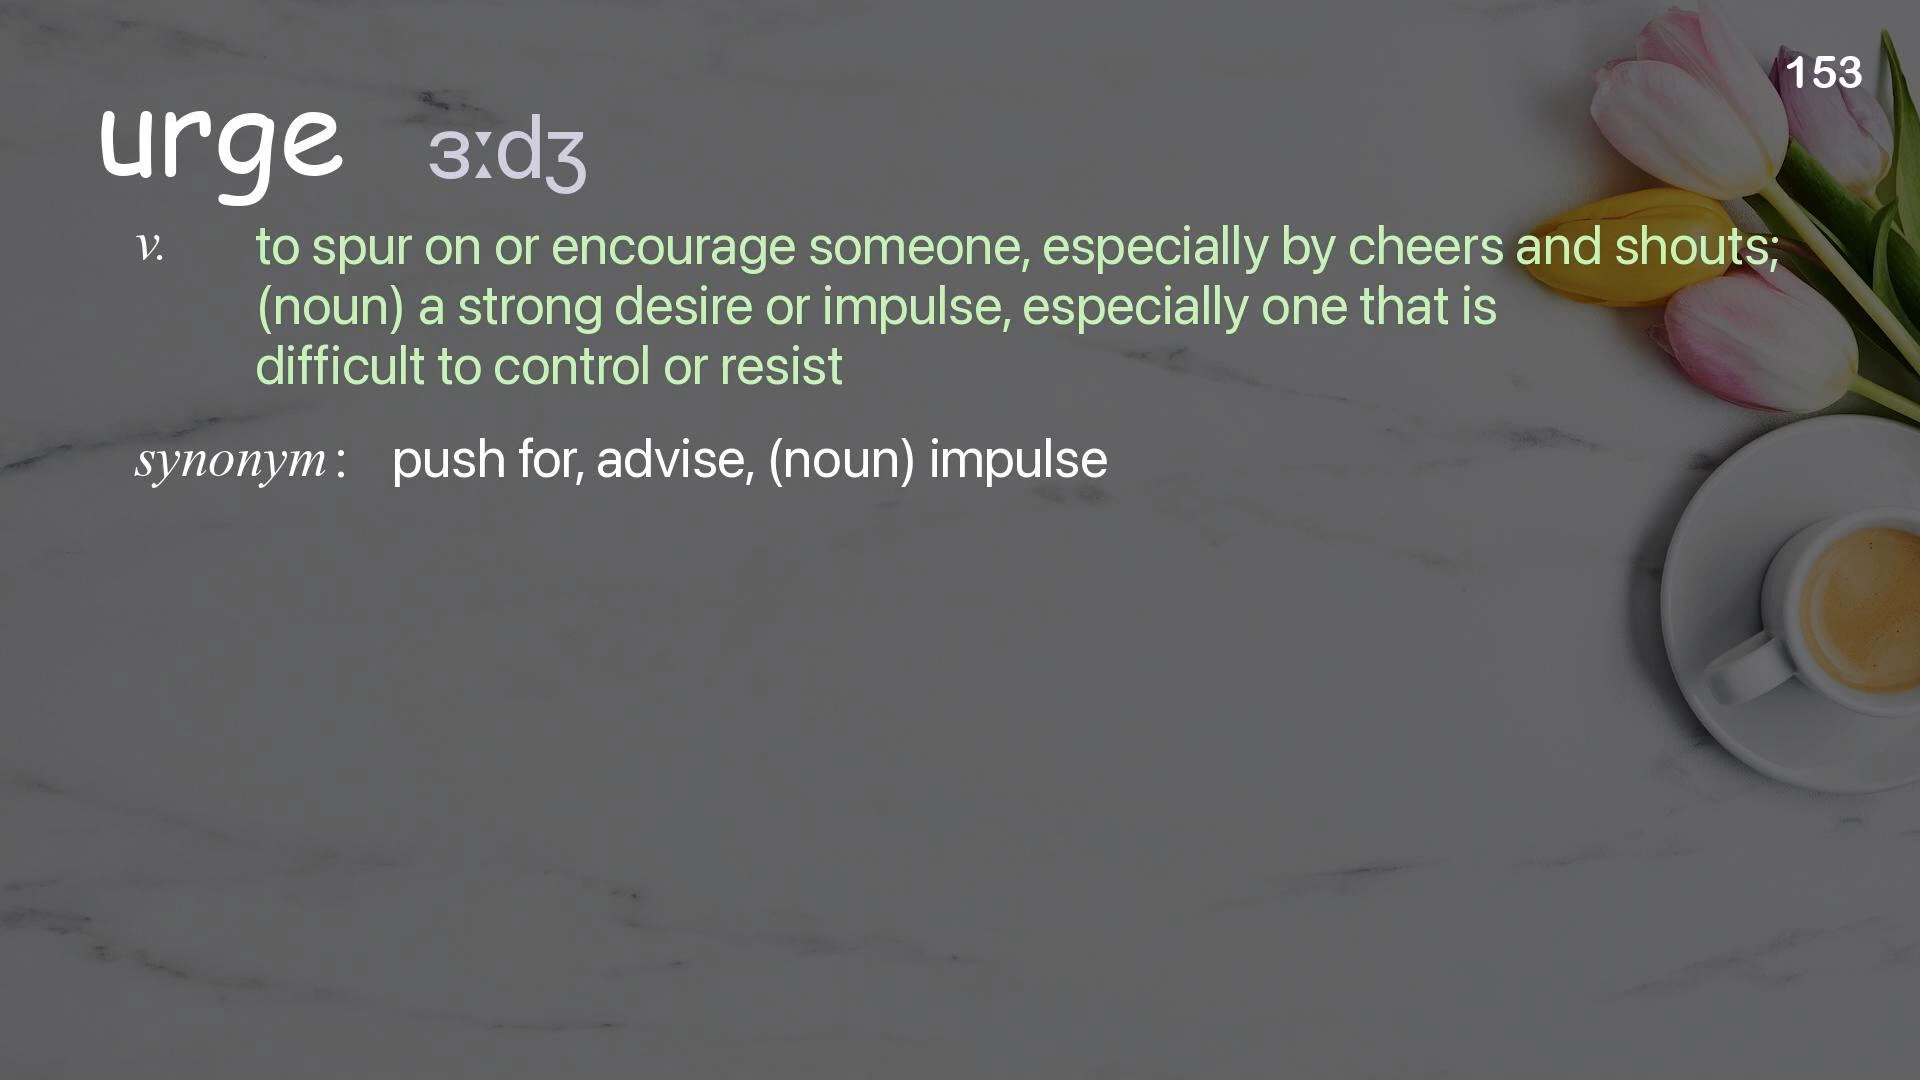 153
urge ɜːdʒ
v. to spur on or encourage someone, especially by cheers and shouts;
(noun) a strong desire or impulse, especially one that is
difficult to control or resist
synonym: push for, advise, (noun) impulse